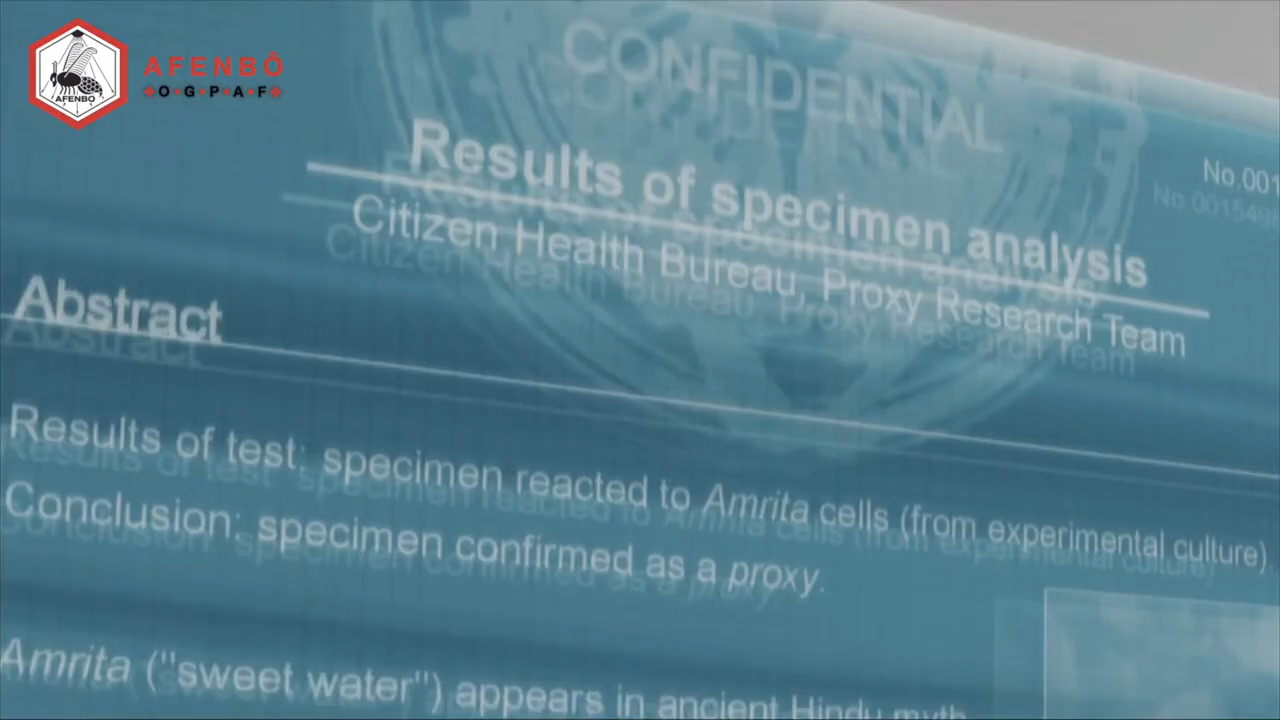 AFENBÔ
O·G·P·A·F
AFENBÔ
CONFIDENTIAL
Results of specimen analysis
No.001
Citizen Health Bureau, Proxy Research Team
Abstract
Results of test: specimen reacted to Amrita cells (from experimental culture).
Conclusion: specimen confirmed as a proxy.
Amrita ("sweet water") appears in ancient Hindu myth